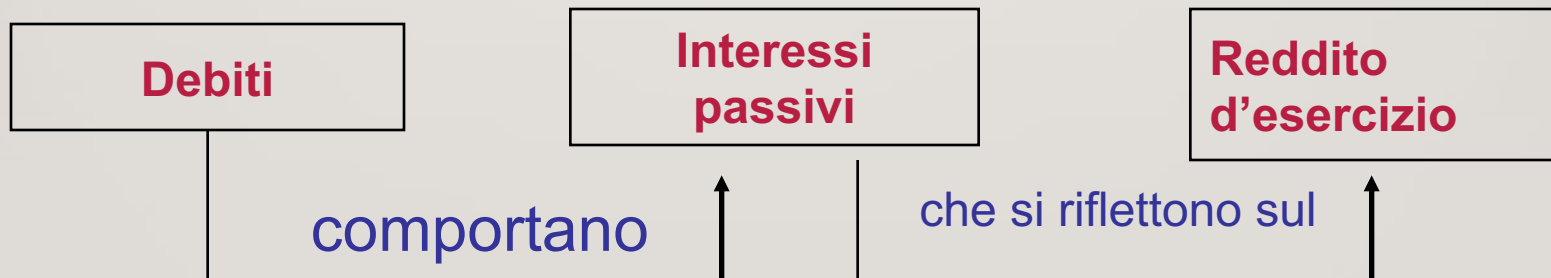 Debiti
Interessi
passivi
Reddito
d’esercizio
comportano
che si riflettono sul